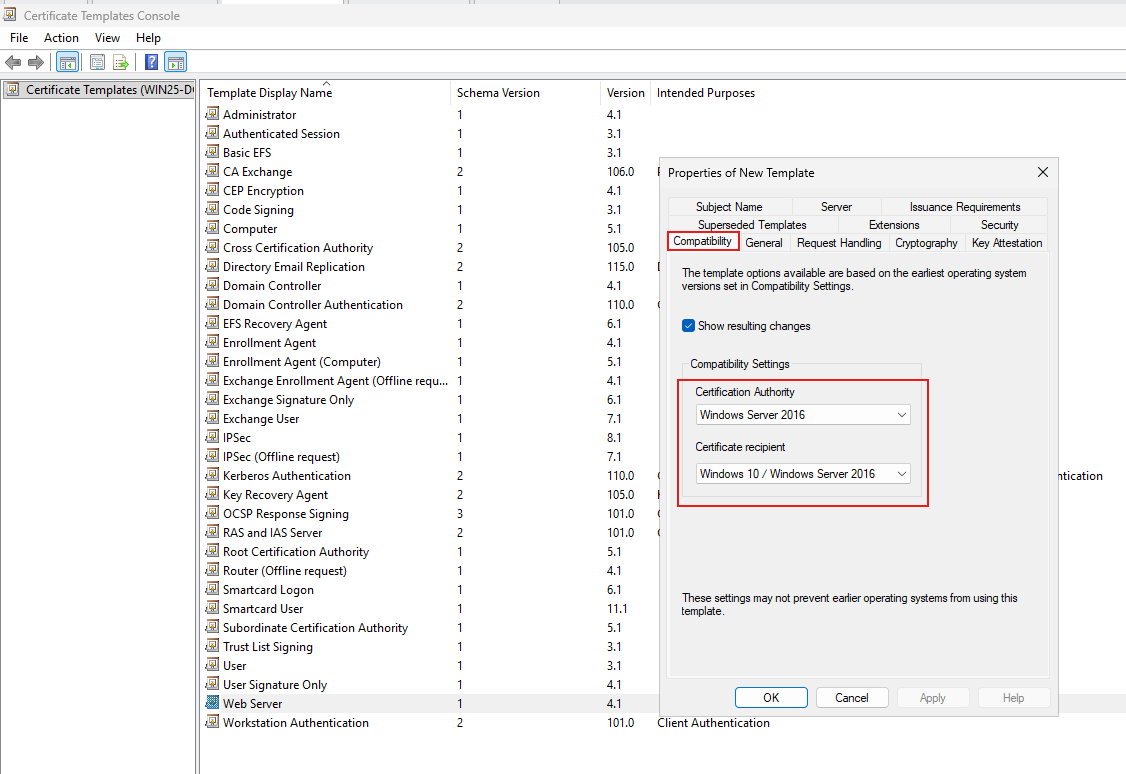 Certificate Templates Console
File Action View Help
Certificate Templates (WIN25-D
Template Display Name Schema Version Version Intended Purposes
Administrator 1 4.1
Authenticated Session 1 3.1
Basic EFS 1 3.1
CA Exchange 2 106.0
CEP Encryption 1 4.1
Code Signing 1 3.1
Computer 1 5.1
Cross Certification Authority 2 105.0
Directory Email Replication 2 115.0
Domain Controller 1 4.1
Domain Controller Authentication 2 110.0
EFS Recovery Agent 1 6.1
Enrollment Agent 1 4.1
Enrollment Agent (Computer) 1 5.1
Exchange Enrollment Agent (Offline requ... 1 4.1
Exchange Signature Only 1 6.1
Exchange User 1 7.1
IPSec 1 8.1
IPSec (Offline request) 1 7.1
Kerberos Authentication 2 110.0 ntication
Key Recovery Agent 2 105.0
OCSP Response Signing 3 101.0
RAS and IAS Server 2 101.0
Root Certification Authority 1 5.1
Router (Offline request) 1 4.1
Smartcard Logon 1 6.1
Smartcard User 1 11.1
Subordinate Certification Authority 1 5.1
Trust List Signing 1 3.1
User 1 3.1
User Signature Only 1 4.1
Web Server 1 4.1
Workstation Authentication 2 101.0 Client Authentication
Properties of New Template
Subject Name Server Issuance Requirements
Superseded Templates Extensions Security
Compatibility General Request Handling Cryptography Key Attestation
The template options available are based on the earliest operating system
versions set in Compatibility Settings.
Show resulting changes
Compatibility Settings
Certification Authority
Windows Server 2016
Certificate recipient
Windows 10 / Windows Server 2016
These settings may not prevent earlier operating systems from using this
template.
OK Cancel Apply Help